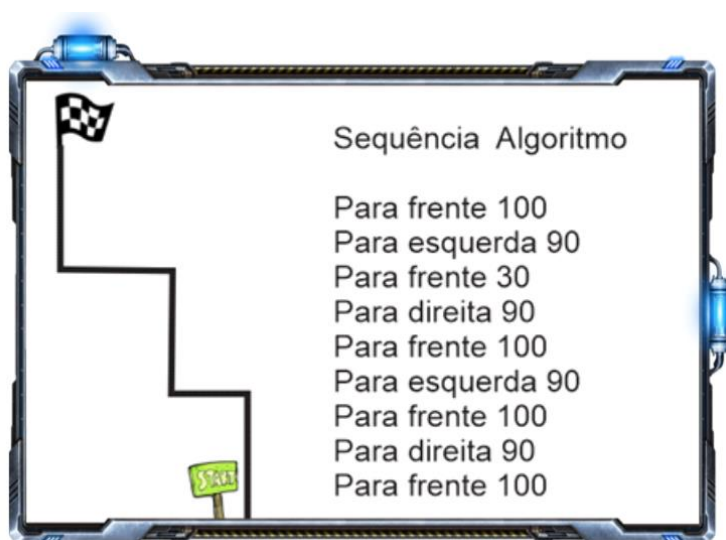 Sequência Algoritmo
Para frente 100
Para esquerda 90
Para frente 30
Para direita 90
Para frente 100
Para esquerda 90
Para frente 100
Para direita 90
Para frente 100
START